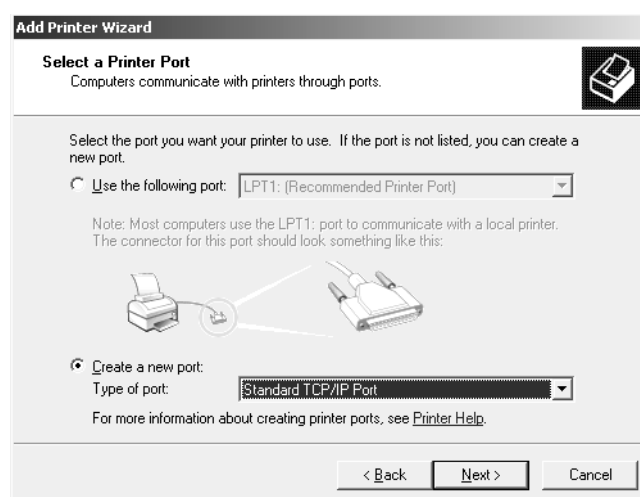 Add Printer Wizard
Select a Printer Port
Computers communicate with printers through ports.
Select the port you want your printer to use. If the port is not listed, you can create a
new port.
Use the following port: LPT1: (Recommended Printer Port)
Note: Most computers use the LPT1: port to communicate with a local printer.
The connector for this port should look something like this:
Create a new port:
Type of port: Standard TCP/IP Port
For more information about creating printer ports, see Printer Help.
< Back Next > Cancel